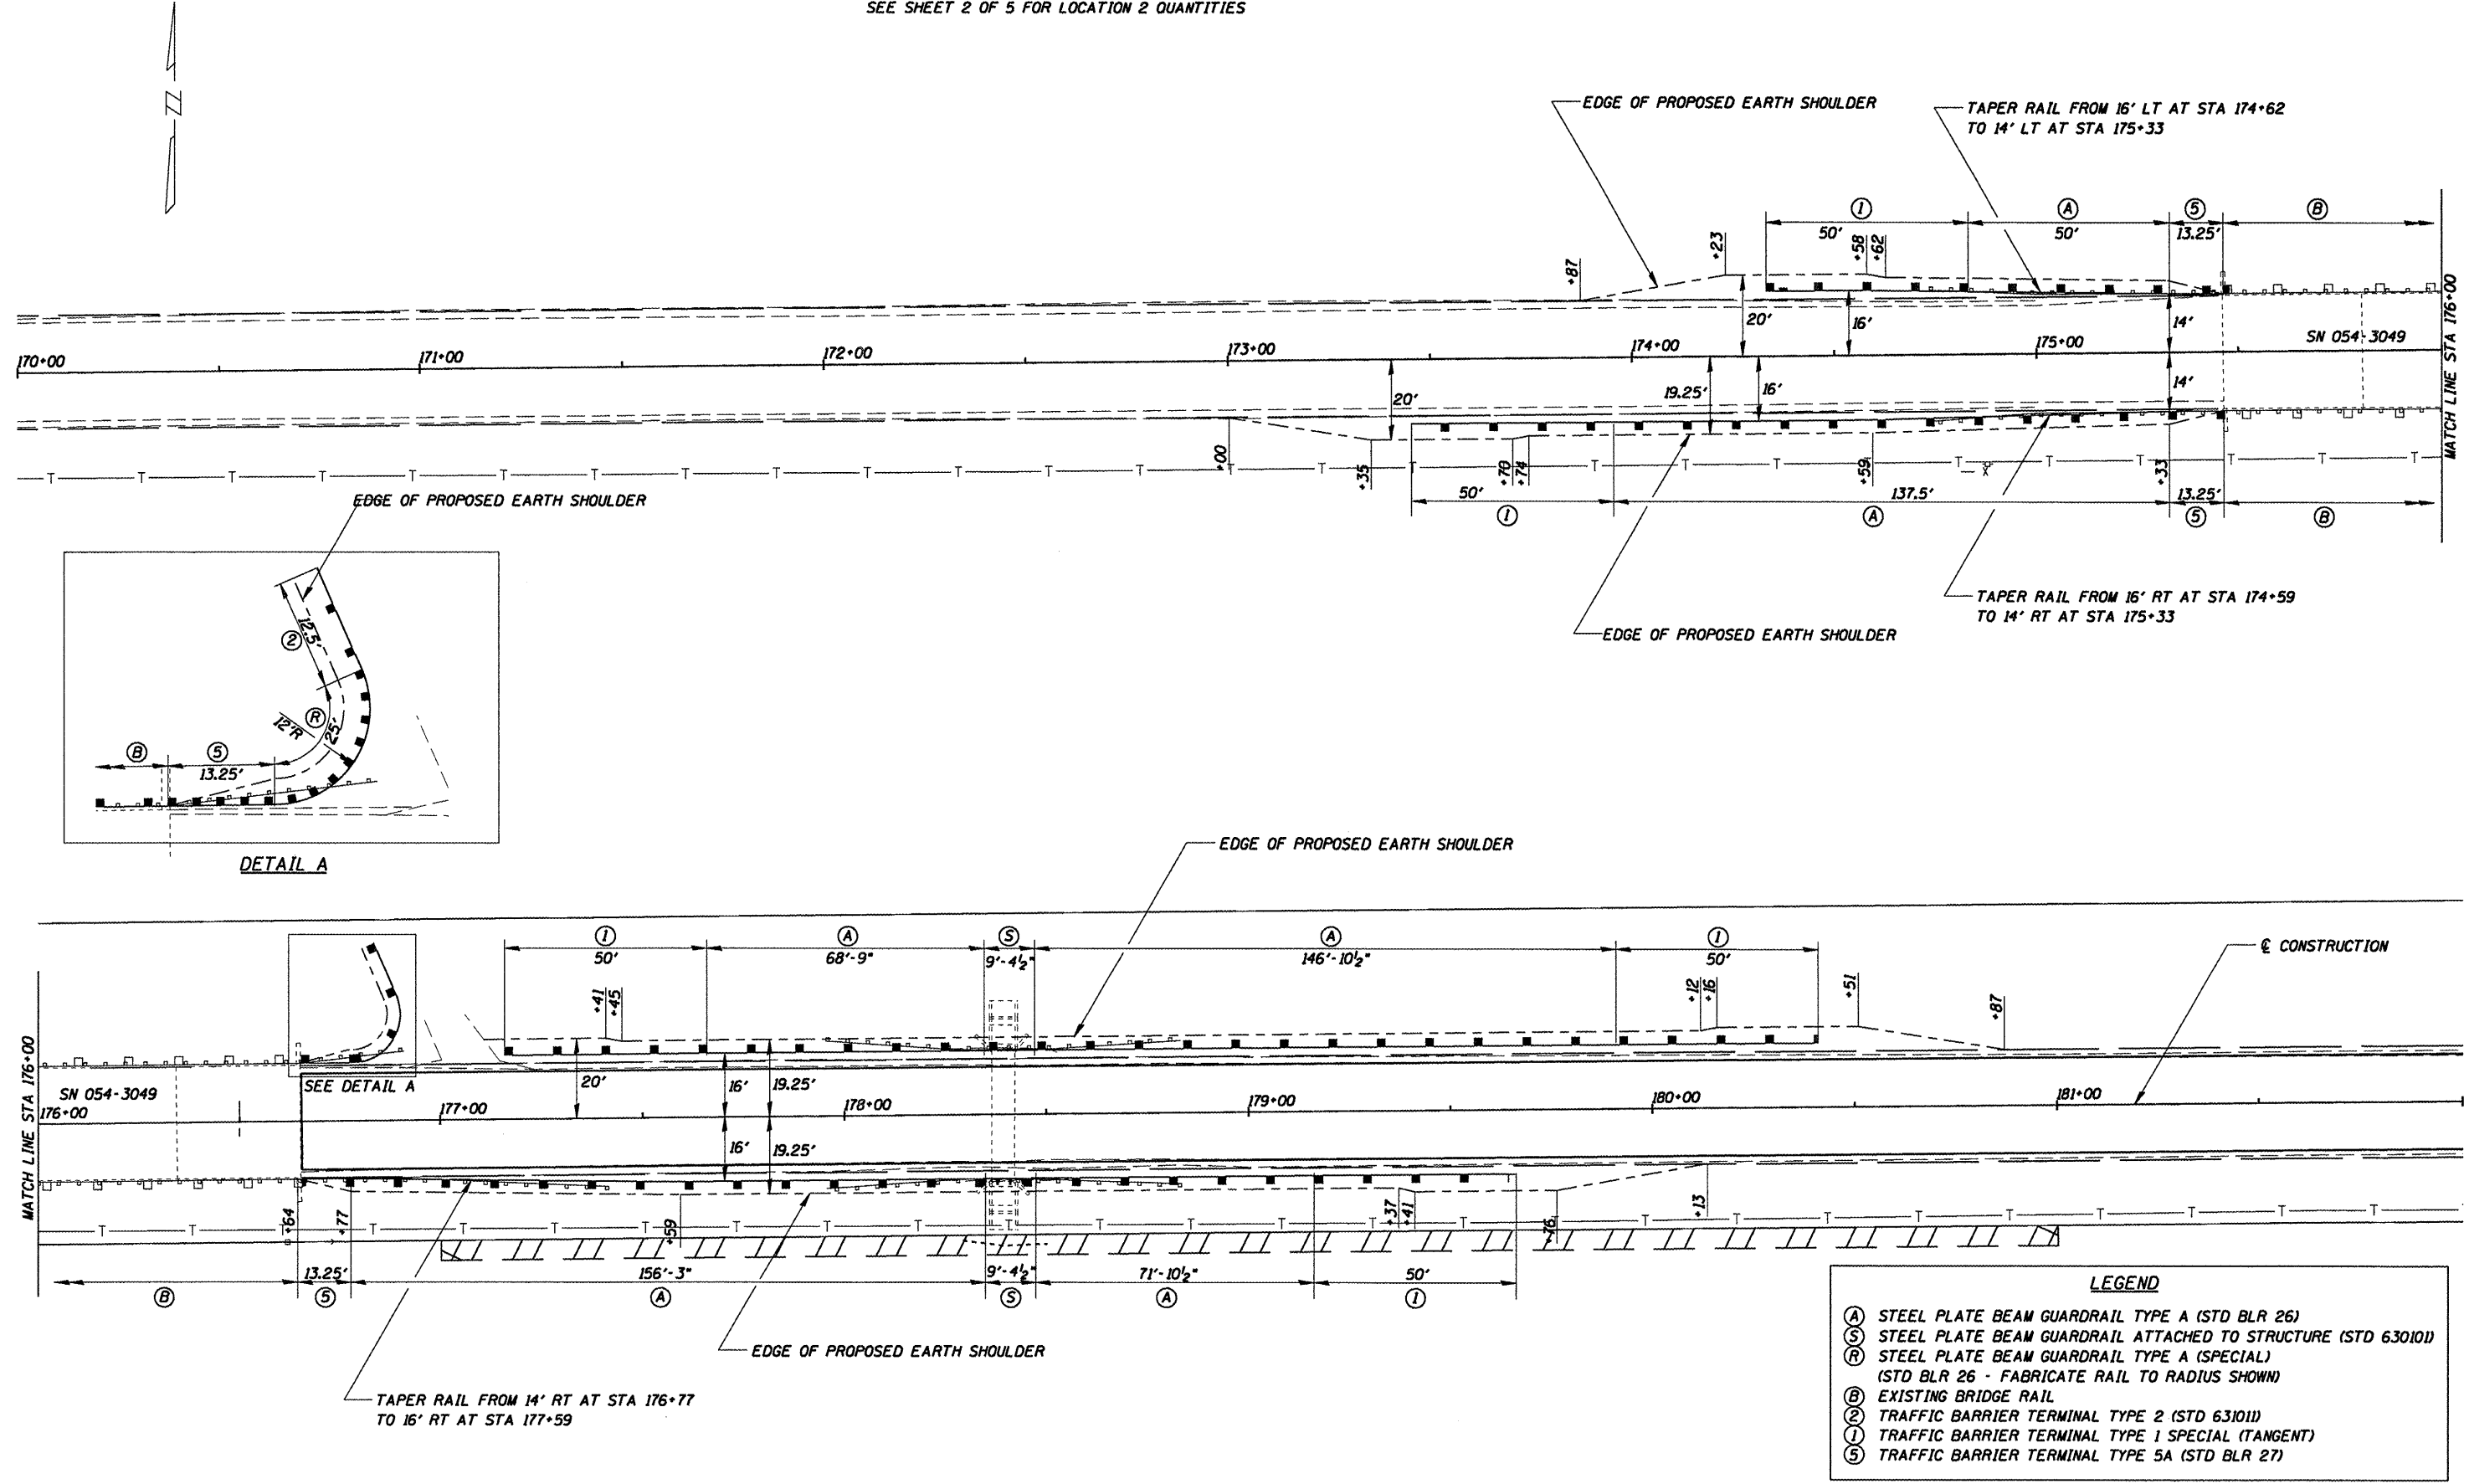 SEE SHEET 2 OF 5 FOR LOCATION 2 QUANTITIES
N
EDGE OF PROPOSED EARTH SHOULDER
TAPER RAIL FROM 16' LT AT STA 174+62
TO 14' LT AT STA 175+33
1 A 5 B
50' 50' 13.25'
+87 +23 +58 +62
20' 16' 14'
170+00 171+00 172+00 173+00 174+00 175+00 SN 054-3049
MATCH LINE STA 176+00
20' 19.25' 16' 14'
+00 +35 +70 +74 +59 +33
T T T T T T T T T T T T T T T T T T T T T T T T T T T
50' 137.5' 13.25'
1 A 5 B
EDGE OF PROPOSED EARTH SHOULDER
TAPER RAIL FROM 16' RT AT STA 174+59
TO 14' RT AT STA 175+33
EDGE OF PROPOSED EARTH SHOULDER
2 12.5'
R 25'
12'R
B 5
13.25'
DETAIL A
EDGE OF PROPOSED EARTH SHOULDER
1 A S A 1
50' 68'-9" 9'-4½" 146'-10½" 50'
℄ CONSTRUCTION
+41 +45 +12 +16 +51 +87
SEE DETAIL A
MATCH LINE STA 176+00
SN 054-3049
20' 16' 19.25'
176+00 177+00 178+00 179+00 180+00 181+00
16' 19.25'
+64 +77 +59 +37 +41 +76 +13
T T T T T T T T T T T T T T T T T T T T T T T T T T
13.25' 156'-3" 9'-4½" 71'-10½" 50'
B 5 A S A 1
EDGE OF PROPOSED EARTH SHOULDER
TAPER RAIL FROM 14' RT AT STA 176+77
TO 16' RT AT STA 177+59
LEGEND
A STEEL PLATE BEAM GUARDRAIL TYPE A (STD BLR 26)
S STEEL PLATE BEAM GUARDRAIL ATTACHED TO STRUCTURE (STD 630101)
R STEEL PLATE BEAM GUARDRAIL TYPE A (SPECIAL)
(STD BLR 26 - FABRICATE RAIL TO RADIUS SHOWN)
B EXISTING BRIDGE RAIL
2 TRAFFIC BARRIER TERMINAL TYPE 2 (STD 631011)
1 TRAFFIC BARRIER TERMINAL TYPE 1 SPECIAL (TANGENT)
5 TRAFFIC BARRIER TERMINAL TYPE 5A (STD BLR 27)